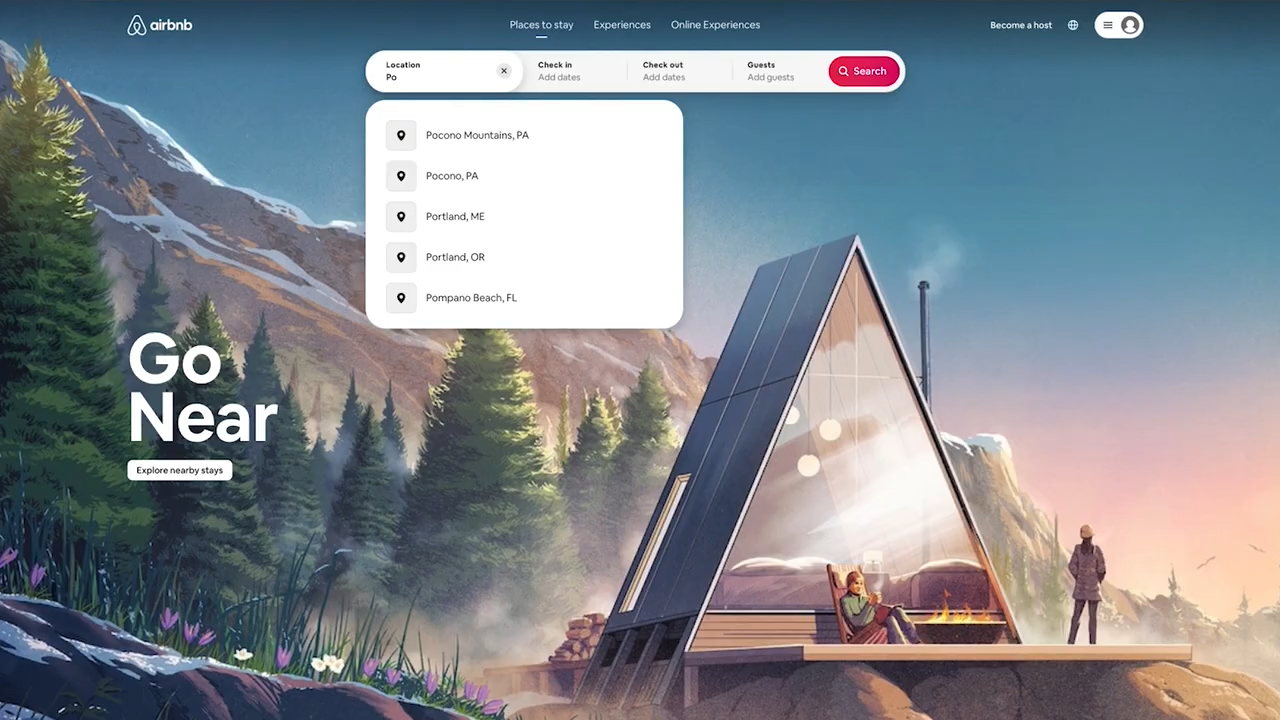 airbnb
Places to stay
Experiences
Online Experiences
Become a host
Location
Po
Check in
Add dates
Check out
Add dates
Guests
Add guests
Search
Pocono Mountains, PA
Pocono, PA
Portland, ME
Portland, OR
Pompano Beach, FL
Go
Near
Explore nearby stays